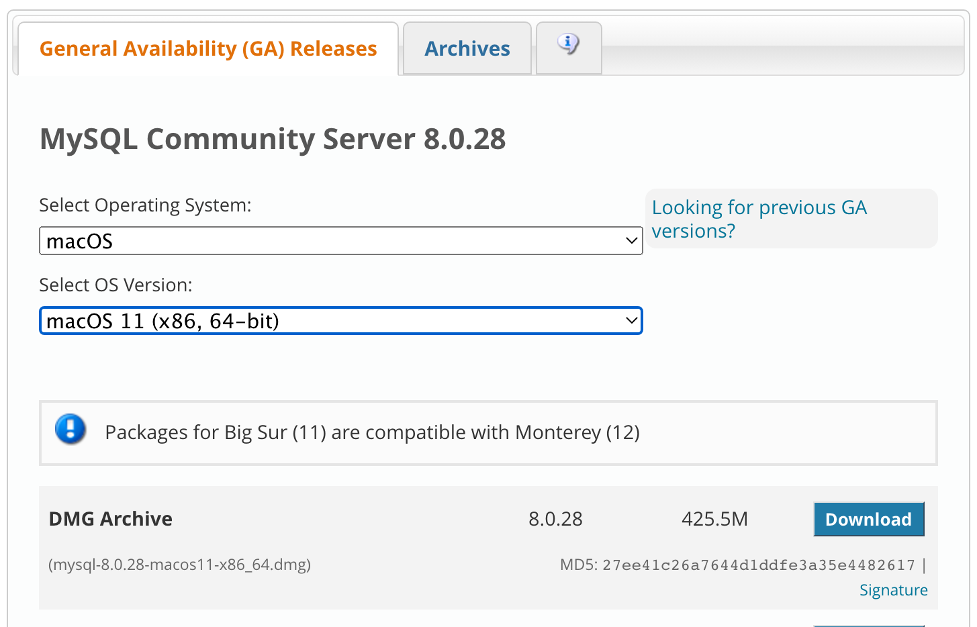 General Availability (GA) Releases
Archives
MySQL Community Server 8.0.28
Select Operating System:
Looking for previous GA
versions?
macOS
Select OS Version:
macOS 11 (x86, 64-bit)
Packages for Big Sur (11) are compatible with Monterey (12)
DMG Archive 8.0.28 425.5M Download
(mysql-8.0.28-macos11-x86_64.dmg) MD5: 27ee41c26a7644d1ddfe3a35e4482617 |
Signature